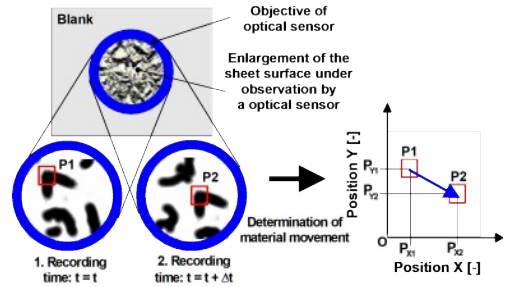 Blank
Objective of
optical sensor
Enlargement of the
sheet surface under
observation by
a optical sensor
P1
P2
1. Recording
time: t = t
2. Recording
time: t = t + Δt
Determination of
material movement
Position Y [-]
P1
P2
PY1
PY2
O
PX1
PX2
Position X [-]